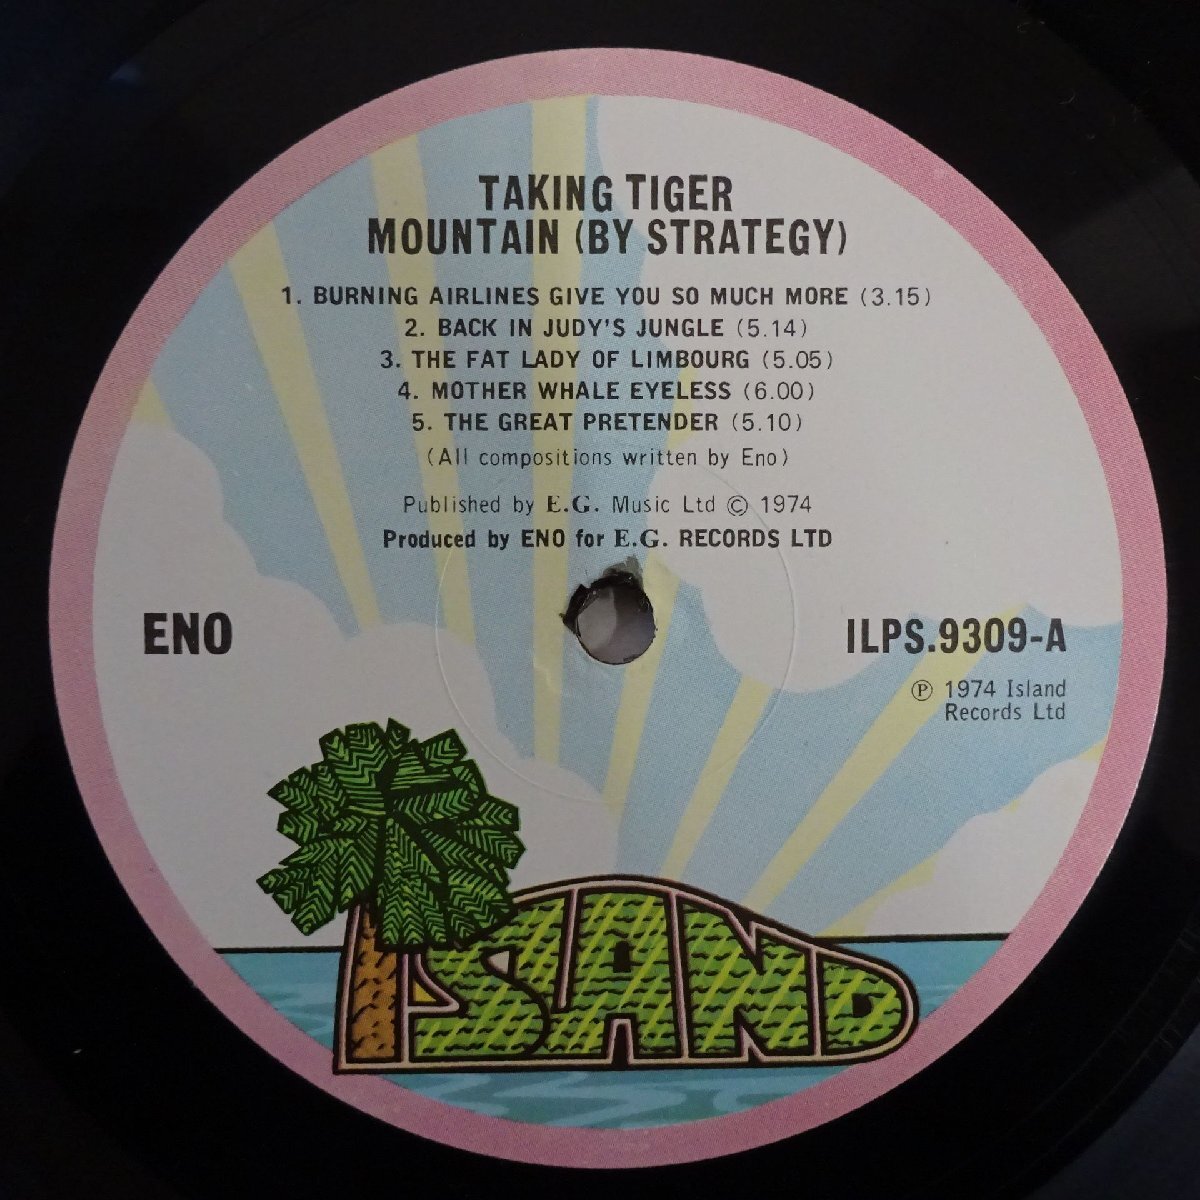 TAKING TIGER
MOUNTAIN (BY STRATEGY)
1. BURNING AIRLINES GIVE YOU SO MUCH MORE (3.15)
2. BACK IN JUDY'S JUNGLE (5.14)
3. THE FAT LADY OF LIMBOURG (5.05)
4. MOTHER WHALE EYELESS (6.00)
5. THE GREAT PRETENDER (5.10)
(All compositions written by Eno)
Published by E.G. Music Ltd © 1974
Produced by ENO for E.G. RECORDS LTD
ENO
ILPS.9309-A
℗ 1974 Island
Records Ltd
ISLAND